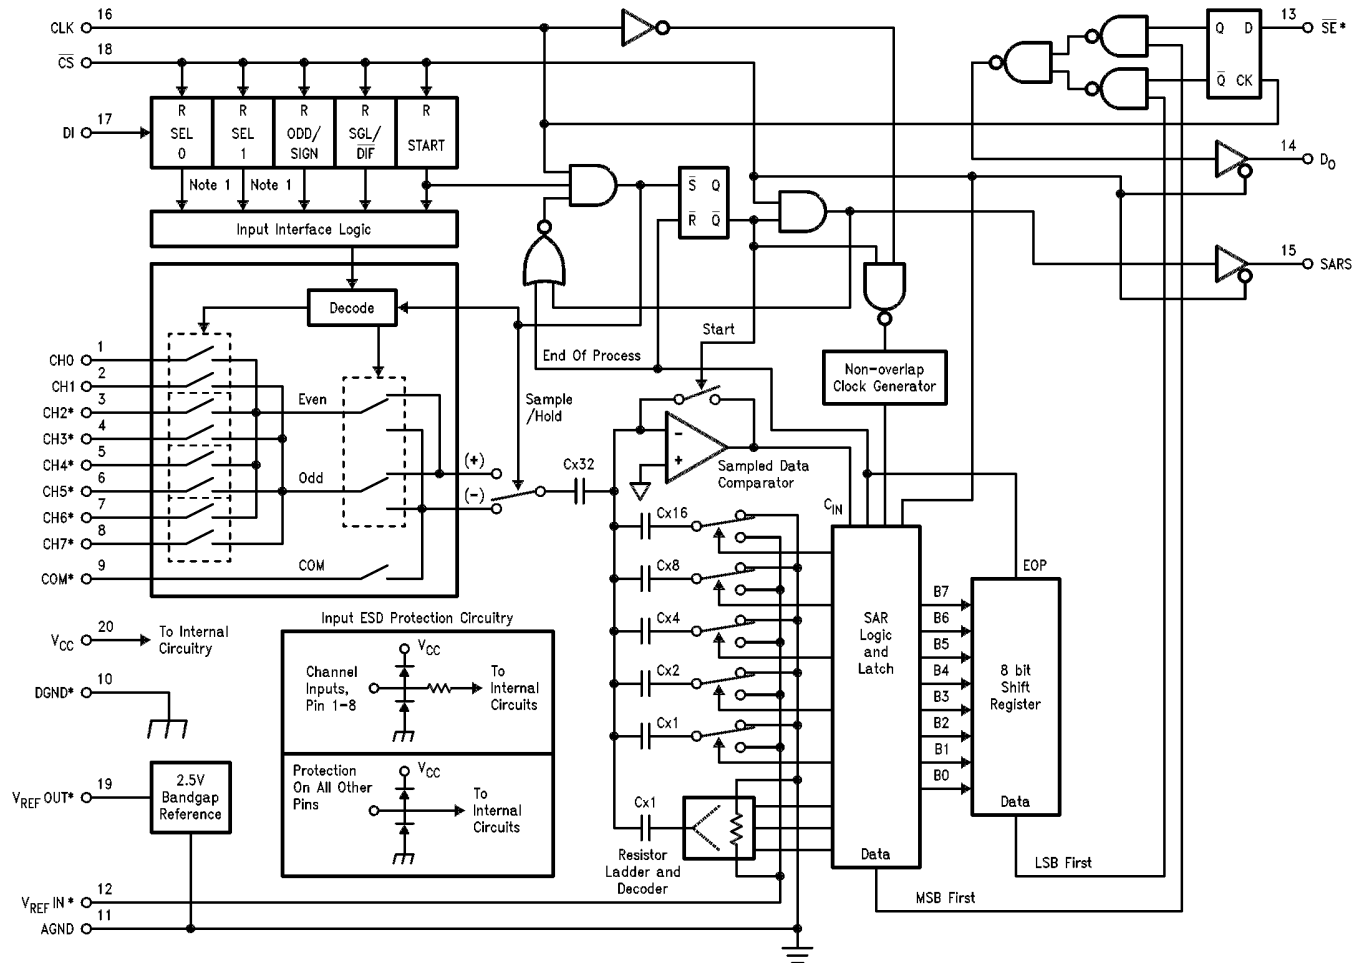 CLK 16
C̅S̅ 18
DI 17
R SEL 0
R SEL 1
R ODD/ SIGN
R SGL/ D̅I̅F̅
R START
Note 1
Note 1
Input Interface Logic
Decode
CH0 1
CH1 2
CH2* 3
CH3* 4
CH4* 5
CH5* 6
CH6* 7
CH7* 8
COM* 9
Even
Odd
COM
(+)
(-)
Sample
/Hold
End Of Process
Start
S̅ Q
R̅ Q̅
Q D
Q̅ CK
13 S̅E̅*
14 DO
15 SARS
Non-overlap
Clock Generator
Cx32
-
+
Sampled Data
Comparator
CIN
Cx16
Cx8
Cx4
Cx2
Cx1
Cx1
Resistor
Ladder and
Decoder
SAR
Logic
and
Latch
Data
B7
B6
B5
B4
B3
B2
B1
B0
EOP
8 bit
Shift
Register
Data
LSB First
MSB First
VCC 20
To Internal
Circuitry
DGND* 10
VREF OUT* 19
2.5V
Bandgap
Reference
VREF IN* 12
AGND 11
Input ESD Protection Circuitry
Channel
Inputs,
Pin 1-8
VCC
To
Internal
Circuits
Protection
On All Other
Pins
VCC
To
Internal
Circuits